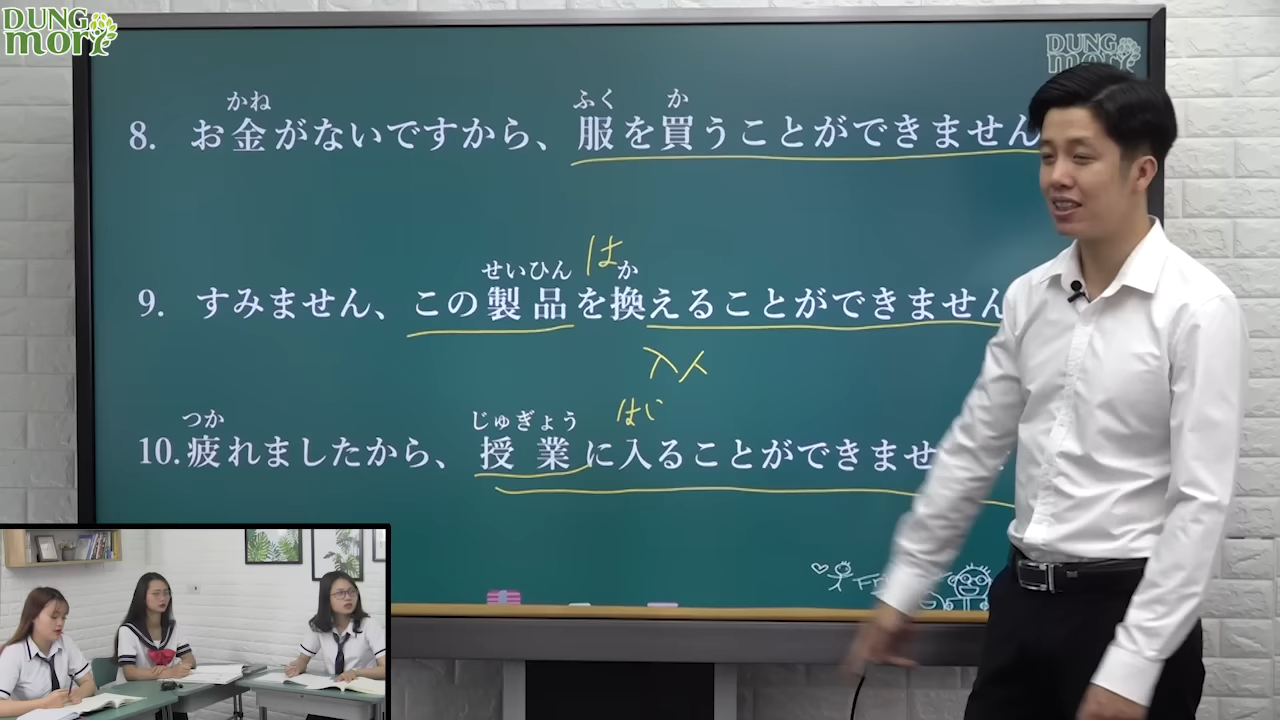 DUNG
mori
DUNG
mori
かね ふく か
8. お金がないですから、服を買うことができません
は
せいひん か
9. すみません、この製品を換えることができません
入人
つか じゅぎょう はい
10. 疲れましたから、授業に入ることができませ